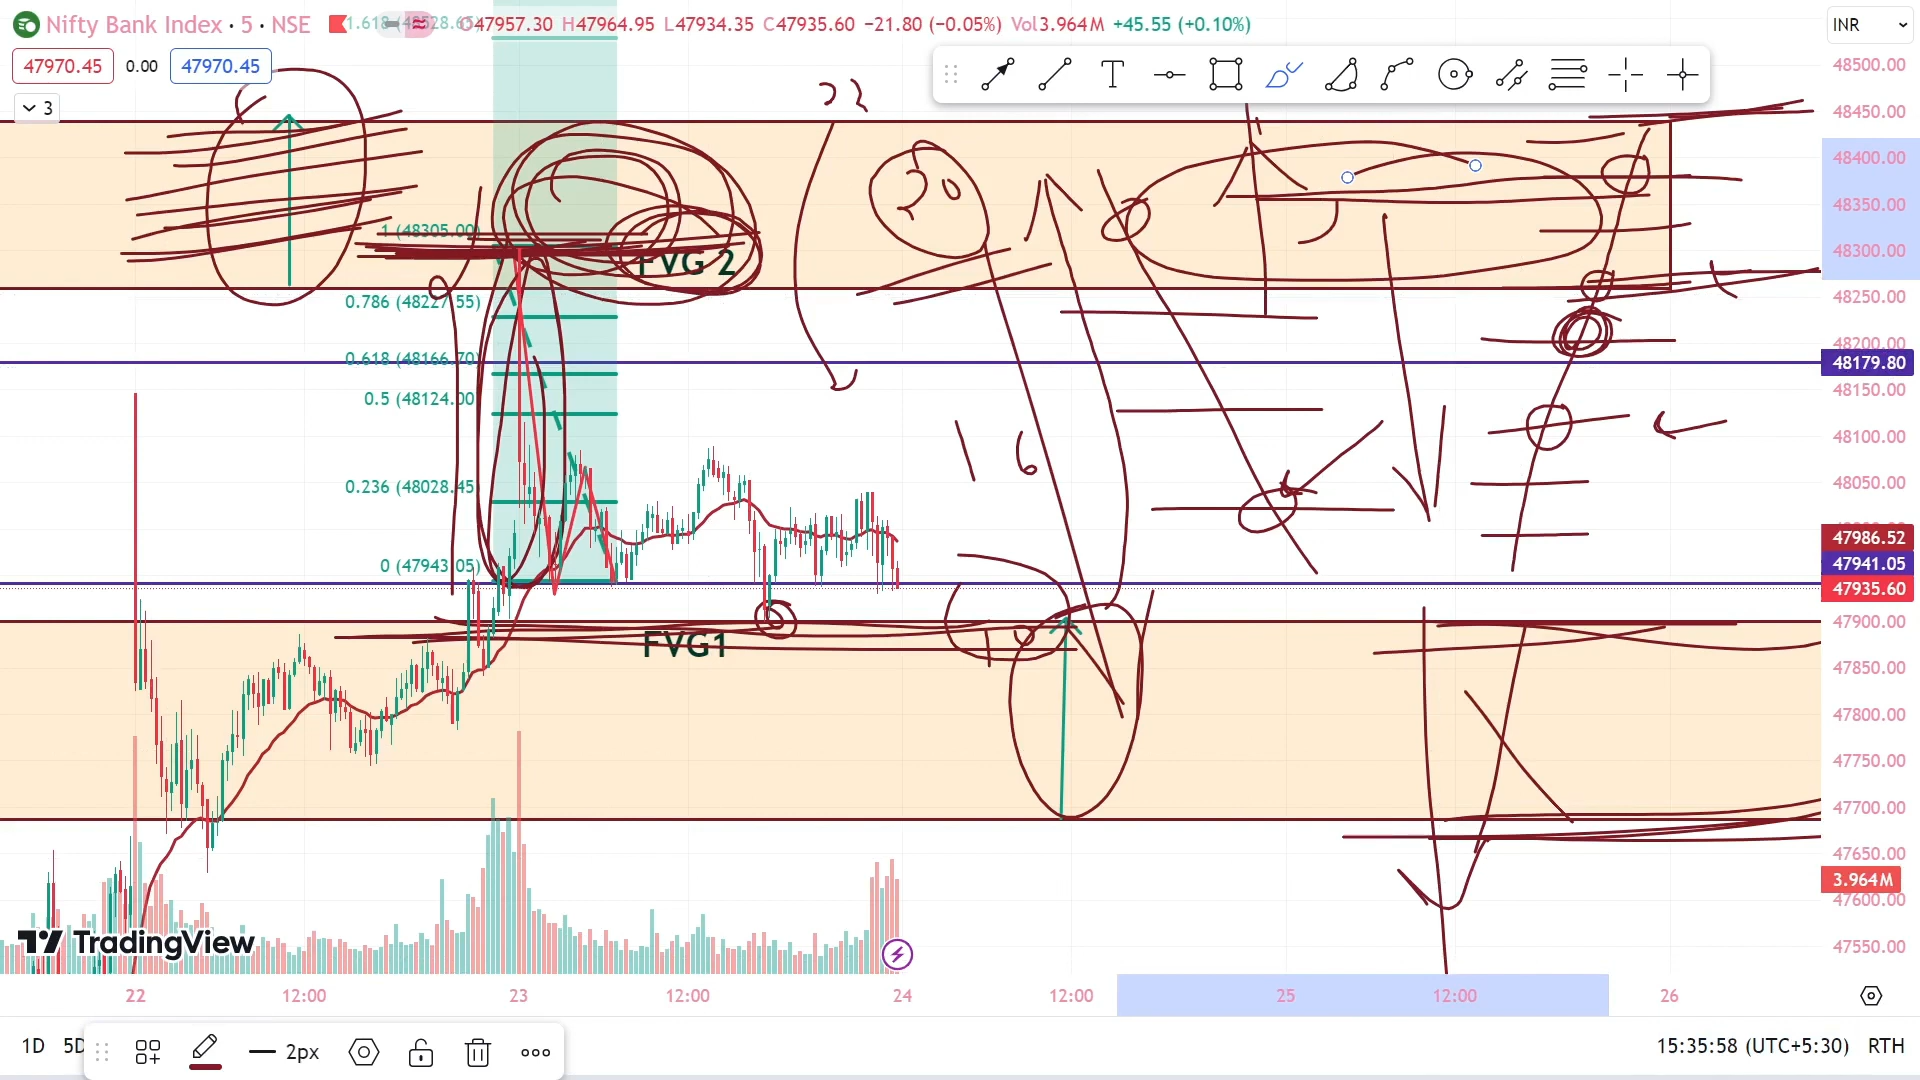 Nifty Bank Index · 5 · NSE
O47957.30 H47964.95 L47934.35 C47935.60 −21.80 (−0.05%) Vol3.964M +45.55 (+0.10%)
INR
47970.45 0.00 47970.45
3
48500.00
48450.00
48400.00
48350.00
48300.00
48250.00
48200.00
48179.80
48150.00
48100.00
48050.00
47986.52
47941.05
47935.60
47900.00
47850.00
47800.00
47750.00
47700.00
47650.00
3.964M
47600.00
47550.00
1 (48305.00)
FVG 2
0.786 (48227.55)
0.618 (48166.70)
0.5 (48124.00)
0.236 (48028.45)
0 (47943.05)
FVG1
TradingView
22 12:00 23 12:00 24 12:00 25 12:00 26
1D 5D
2px
15:35:58 (UTC+5:30) RTH